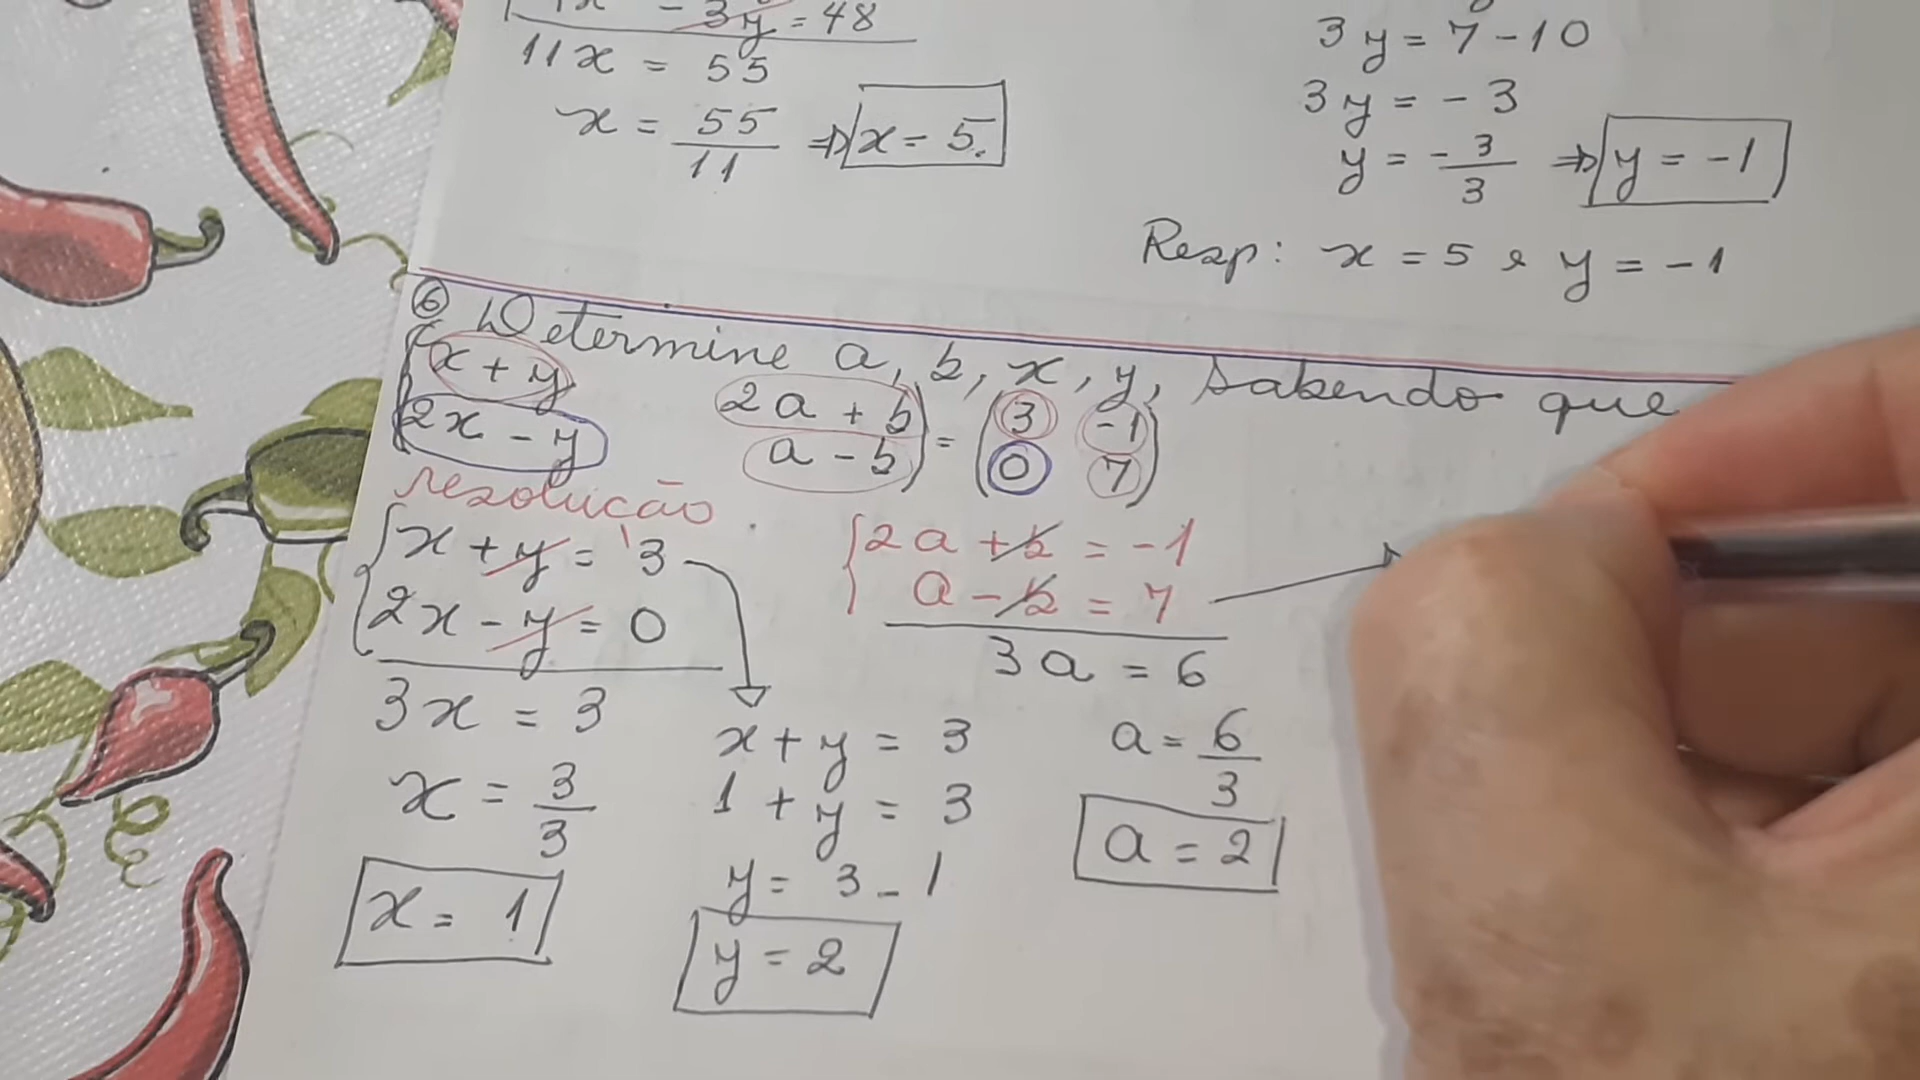 - 3y = 48
11x = 55
x = 55/11 ⇒ x = 5.
3y = 7 - 10
3y = - 3
y = - 3/3 ⇒ y = -1
Resp: x = 5 e y = -1
⑥ Determine a, b, x, y, sabendo que
x + y   2a + b = 3   -1
2x - y   a - b   0   7
resolução
x + y = 3
2x - y = 0
3x = 3
x = 3/3
x = 1
x + y = 3
1 + y = 3
y = 3 - 1
y = 2
2a + b = -1
a - b = 7
3a = 6
a = 6/3
a = 2